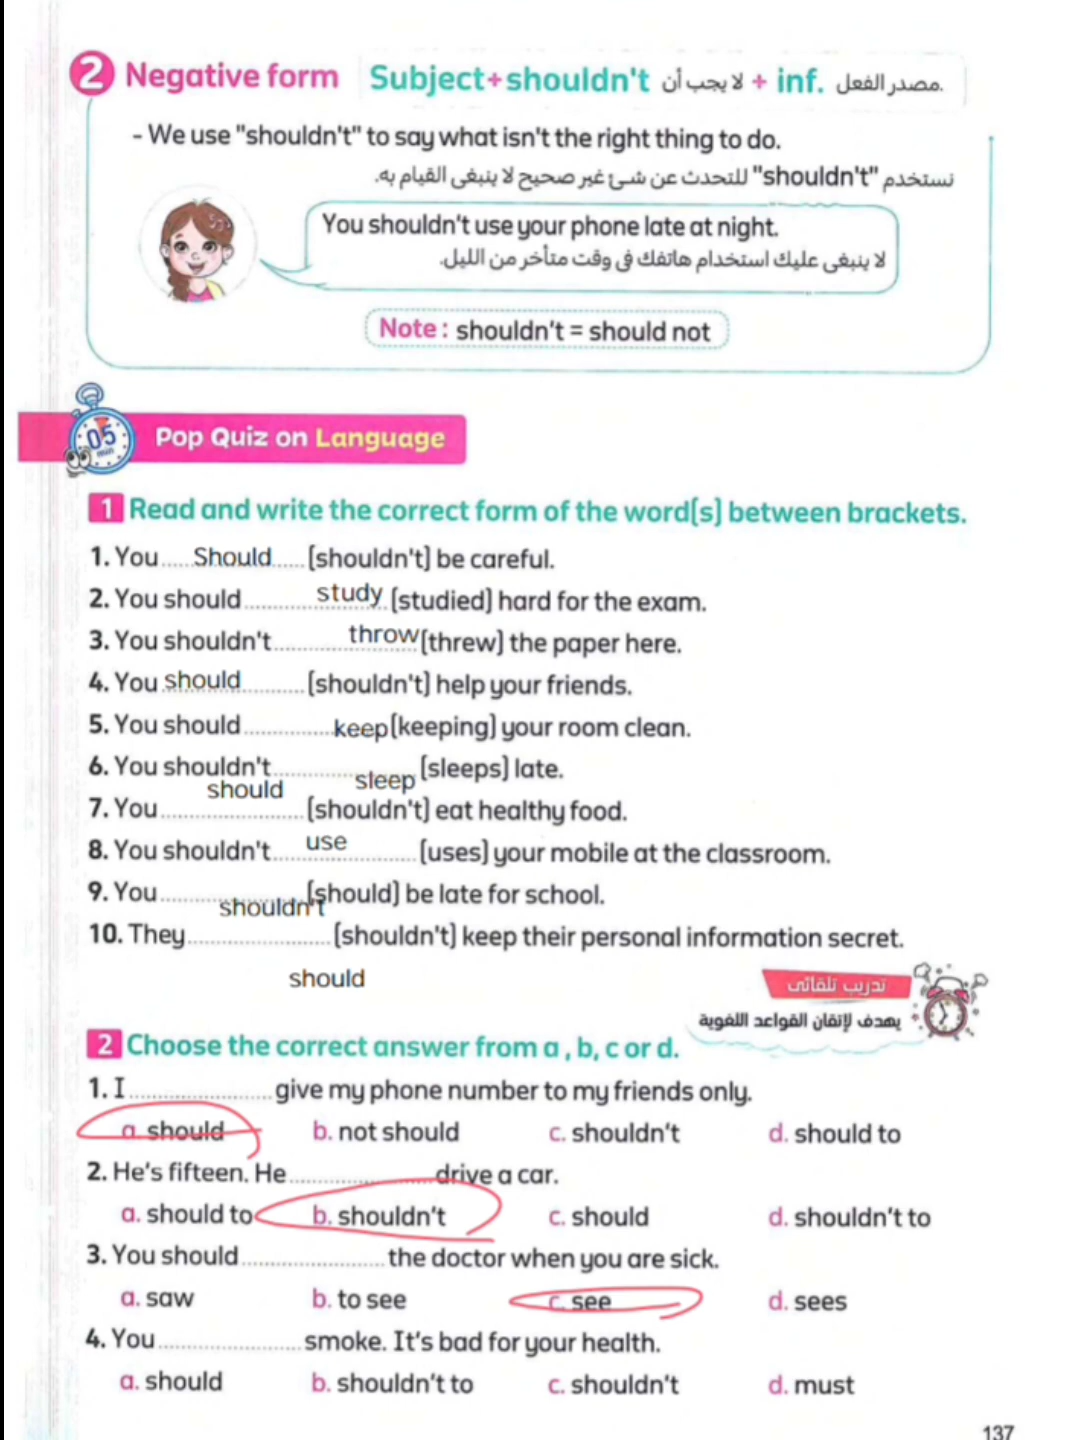 2 Negative form Subject+shouldn't لا يجب أن + inf. مصدر الفعل.
- We use "shouldn't" to say what isn't the right thing to do.
نستخدم "shouldn't" للتحدث عن شىء غير صحيح لا ينبغى القيام به.
You shouldn't use your phone late at night.
لا ينبغى عليك استخدام هاتفك فى وقت متأخر من الليل.
Note: shouldn't = should not
05 min Pop Quiz on Language
1 Read and write the correct form of the word(s) between brackets.
1. You ..... Should ..... (shouldn't) be careful.
2. You should .............. study (studied) hard for the exam.
3. You shouldn't .............. throw (threw) the paper here.
4. You should .......... (shouldn't) help your friends.
5. You should .............. keep (keeping) your room clean.
6. You shouldn't .............. sleep (sleeps) late.
should
7. You ...................... (shouldn't) eat healthy food.
8. You shouldn't ..... use .......... (uses) your mobile at the classroom.
9. You ...................... (should) be late for school.
shouldn't
10. They ...................... (shouldn't) keep their personal information secret.
should
تدريب تلقائى
يهدف لإتقان القواعد اللغوية
2 Choose the correct answer from a , b, c or d.
1. I ...................... give my phone number to my friends only.
a. should b. not should c. shouldn't d. should to
2. He's fifteen. He ...................... drive a car.
a. should to b. shouldn't c. should d. shouldn't to
3. You should ...................... the doctor when you are sick.
a. saw b. to see c. see d. sees
4. You ...................... smoke. It's bad for your health.
a. should b. shouldn't to c. shouldn't d. must
137